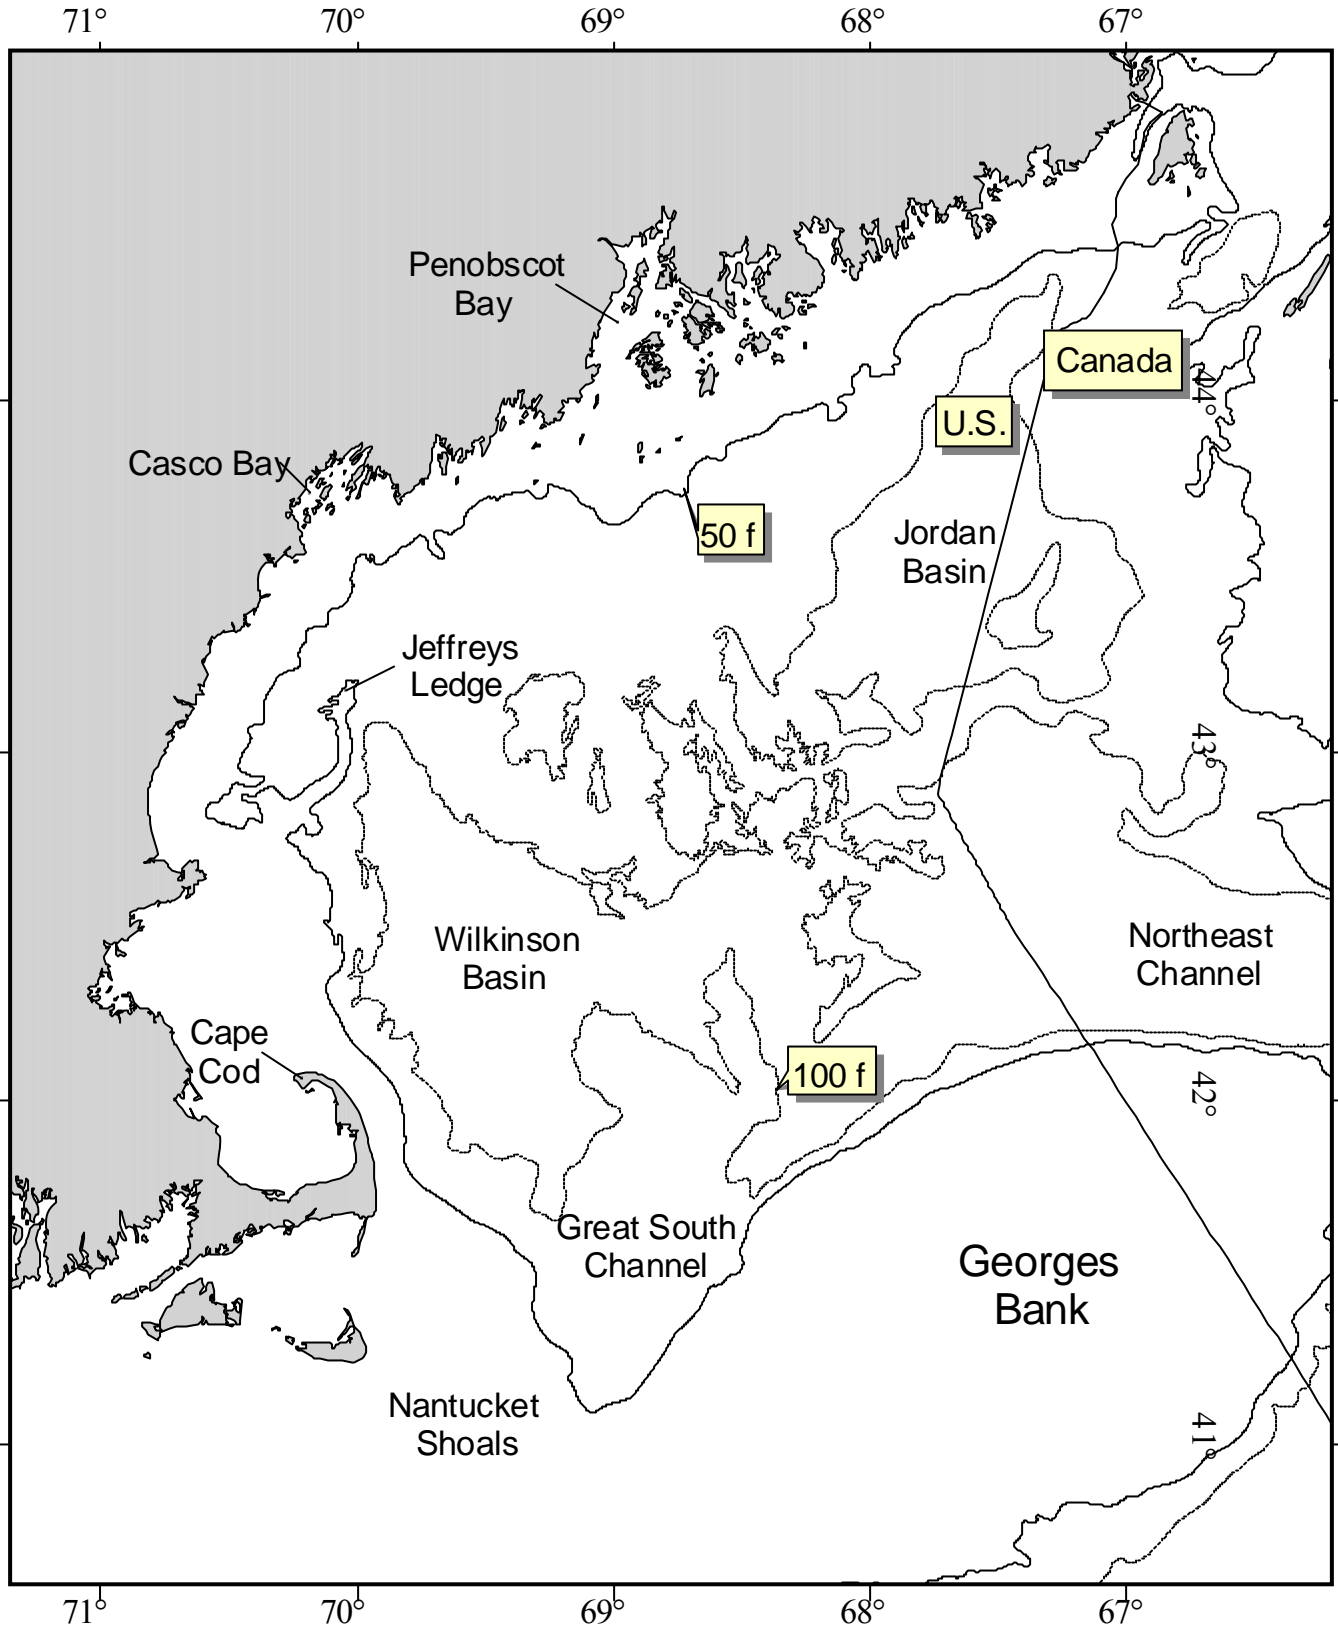 71° 70° 69° 68° 67°
Penobscot
Bay
Canada
44°
U.S.
Casco Bay
50 f
Jordan
Basin
Jeffreys
Ledge
43°
Wilkinson
Basin
Northeast
Channel
Cape
Cod
100 f
42°
Great South
Channel
Georges
Bank
Nantucket
Shoals
41°
71° 70° 69° 68° 67°